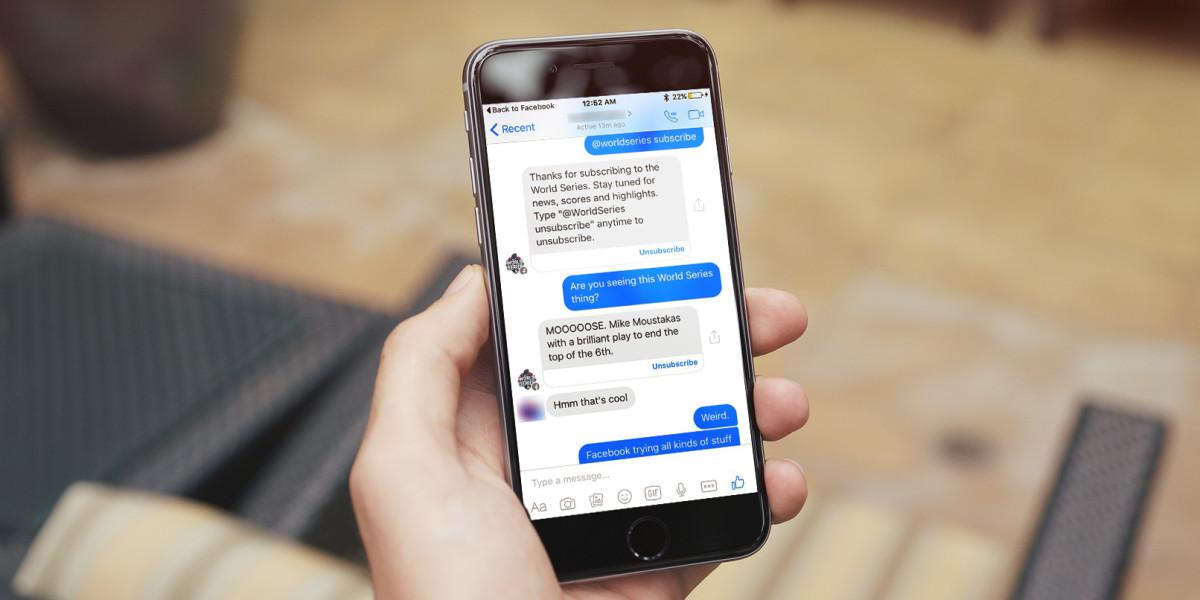 Back to Facebook 12:52 AM 22%
Recent
Active 13m ago
@worldseries subscribe
Thanks for subscribing to the
World Series. Stay tuned for
news, scores and highlights.
Type "@WorldSeries
unsubscribe" anytime to
unsubscribe.
Unsubscribe
Are you seeing this World Series
thing?
MOOOOOSE. Mike Moustakas
with a brilliant play to end the
top of the 6th.
Unsubscribe
Hmm that's cool
Weird.
Facebook trying all kinds of stuff
Type a message...
Aa GIF